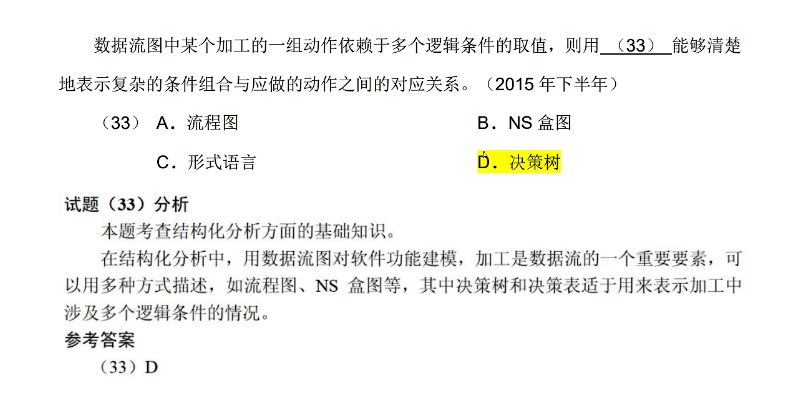 数据流图中某个加工的一组动作依赖于多个逻辑条件的取值，则用 （33） 能够清楚
地表示复杂的条件组合与应做的动作之间的对应关系。（2015 年下半年）
（33） A．流程图 B．NS 盒图
C．形式语言 D．决策树
试题（33）分析
本题考查结构化分析方面的基础知识。
在结构化分析中，用数据流图对软件功能建模，加工是数据流的一个重要要素，可
以用多种方式描述，如流程图、NS 盒图等，其中决策树和决策表适于用来表示加工中
涉及多个逻辑条件的情况。
参考答案
（33）D